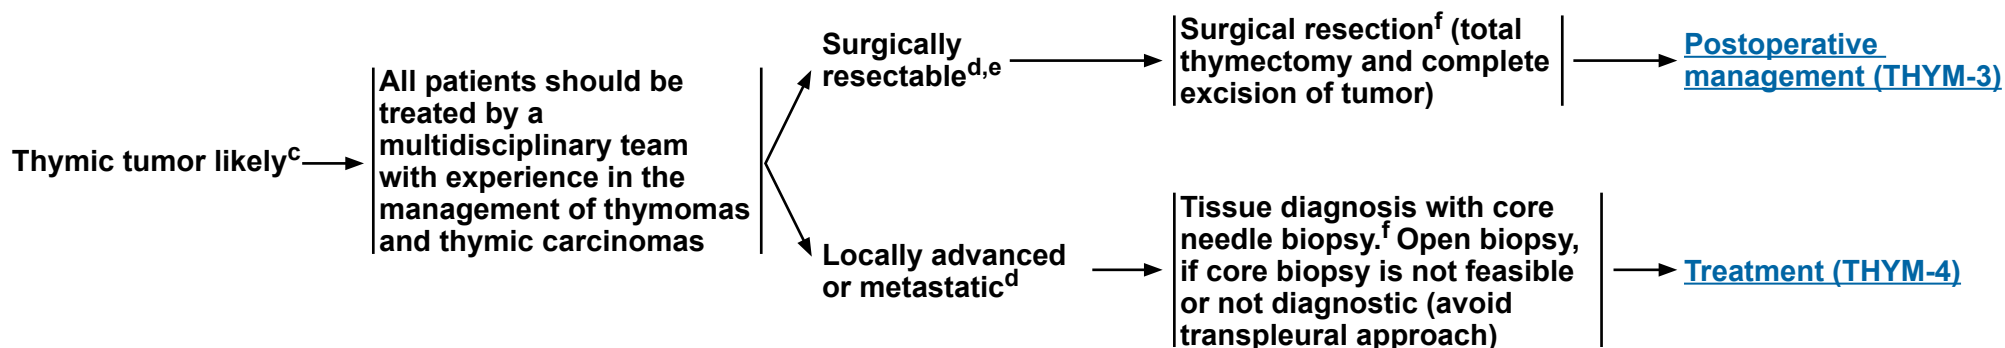 Thymic tumor likelyᶜ
All patients should be
treated by a
multidisciplinary team
with experience in the
management of thymomas
and thymic carcinomas
Surgically
resectableᵈ,ᵉ
Surgical resectionᶠ (total
thymectomy and complete
excision of tumor)
Postoperative
management (THYM-3)
Locally advanced
or metastaticᵈ
Tissue diagnosis with core
needle biopsy.ᶠ Open biopsy,
if core biopsy is not feasible
or not diagnostic (avoid
transpleural approach)
Treatment (THYM-4)